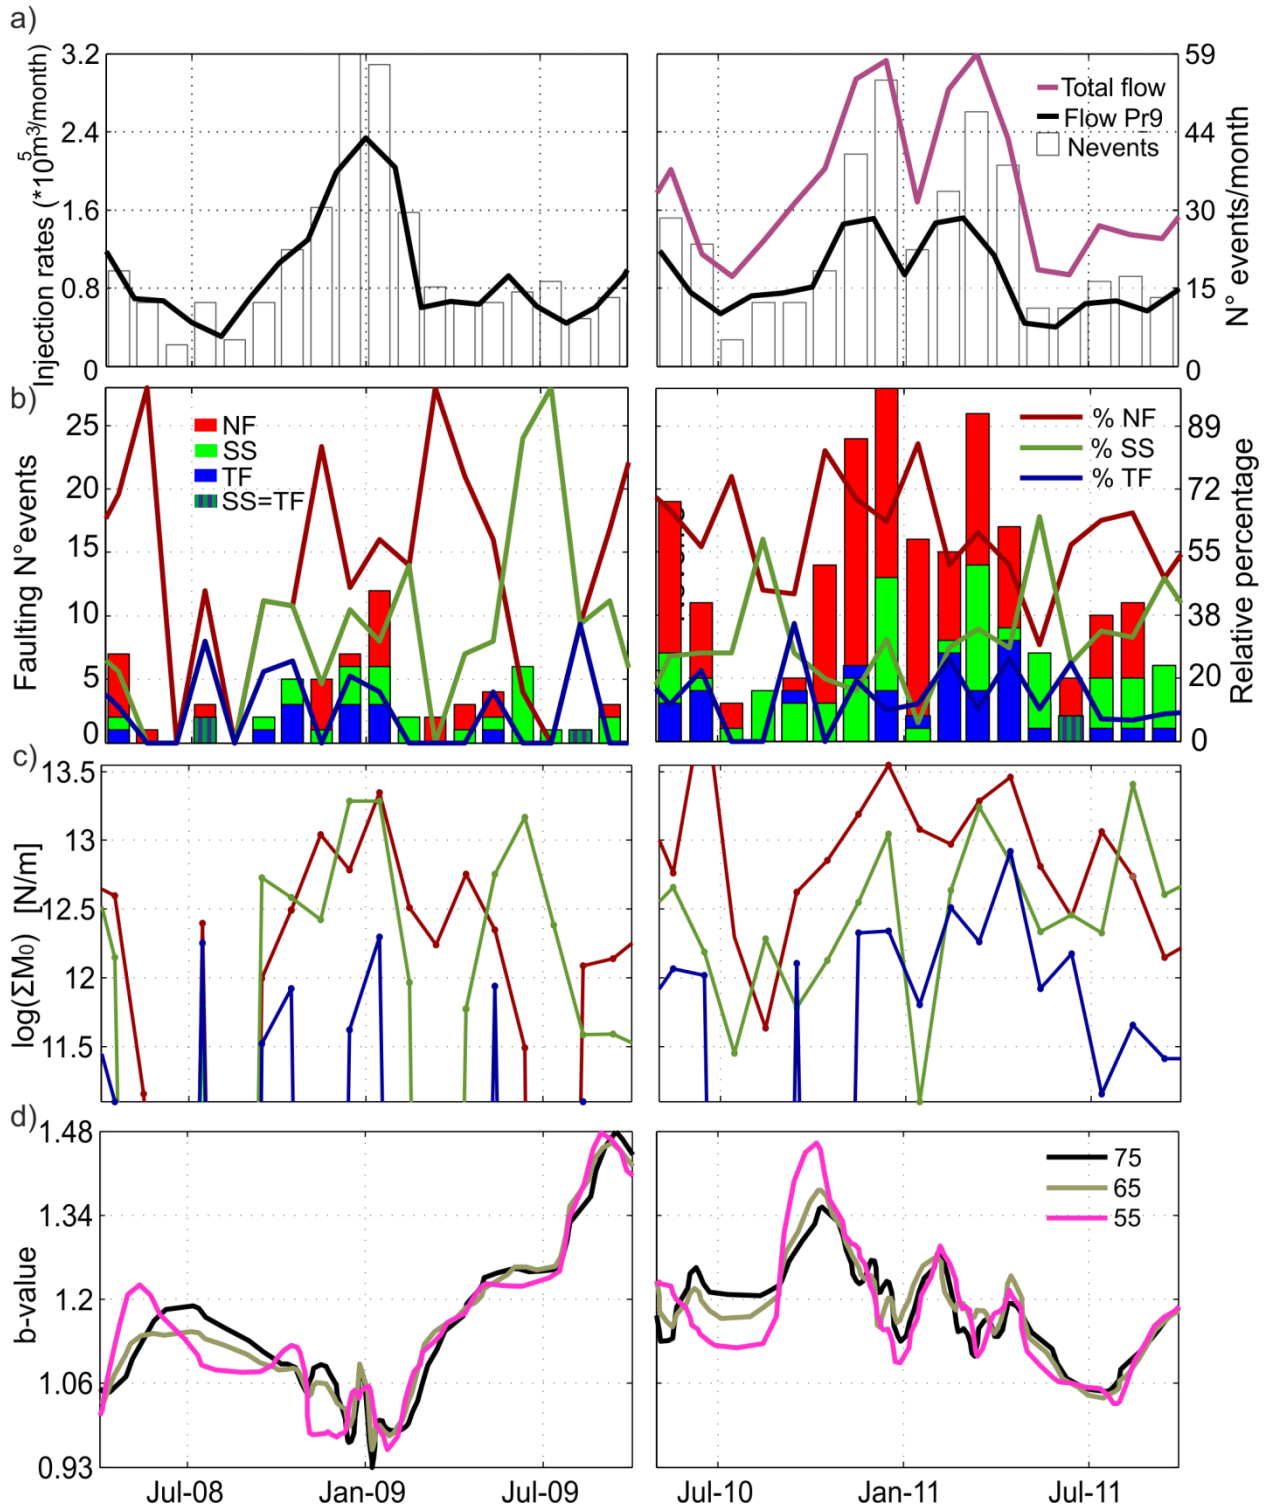 a)
3.2
2.4
1.6
0.8
0
Injection rates (*10⁵m³/month)
Total flow
Flow Pr9
Nevents
59
44
30
15
0
N° events/month
b)
25
20
15
10
5
0
Faulting N°events
NF
SS
TF
SS=TF
% NF
% SS
% TF
89
72
55
38
20
0
Relative percentage
c)
13.5
13
12.5
12
11.5
log(ΣΜ₀) [N/m]
d)
1.48
1.34
1.2
1.06
0.93
b-value
75
65
55
Jul-08
Jan-09
Jul-09
Jul-10
Jan-11
Jul-11